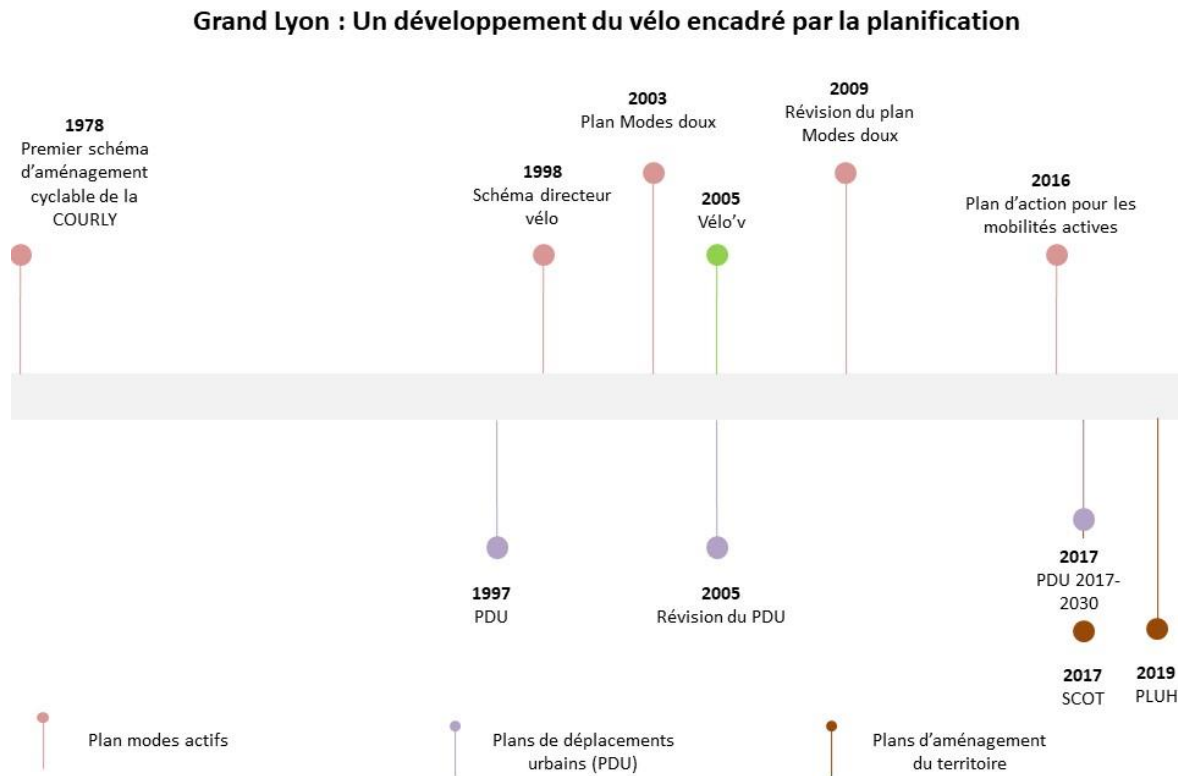 Grand Lyon : Un développement du vélo encadré par la planification
1978
Premier schéma
d'aménagement
cyclable de la
COURLY
1998
Schéma directeur
vélo
2003
Plan Modes doux
2005
Vélo'v
2009
Révision du plan
Modes doux
2016
Plan d'action pour les
mobilités actives
1997
PDU
2005
Révision du PDU
2017
PDU 2017-
2030
2017
SCOT
2019
PLUH
Plan modes actifs
Plans de déplacements
urbains (PDU)
Plans d'aménagement
du territoire